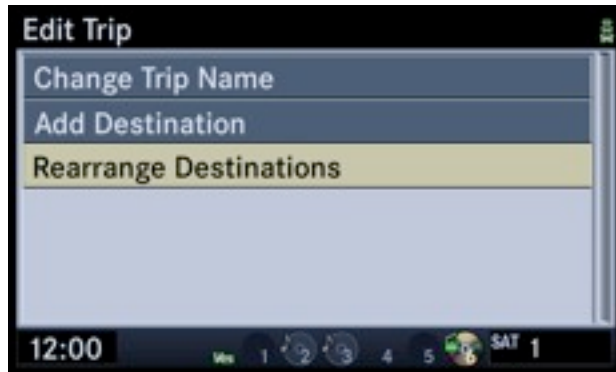 Edit Trip
Change Trip Name
Add Destination
Rearrange Destinations
12:00 1 2 3 4 5 6 SAT 1